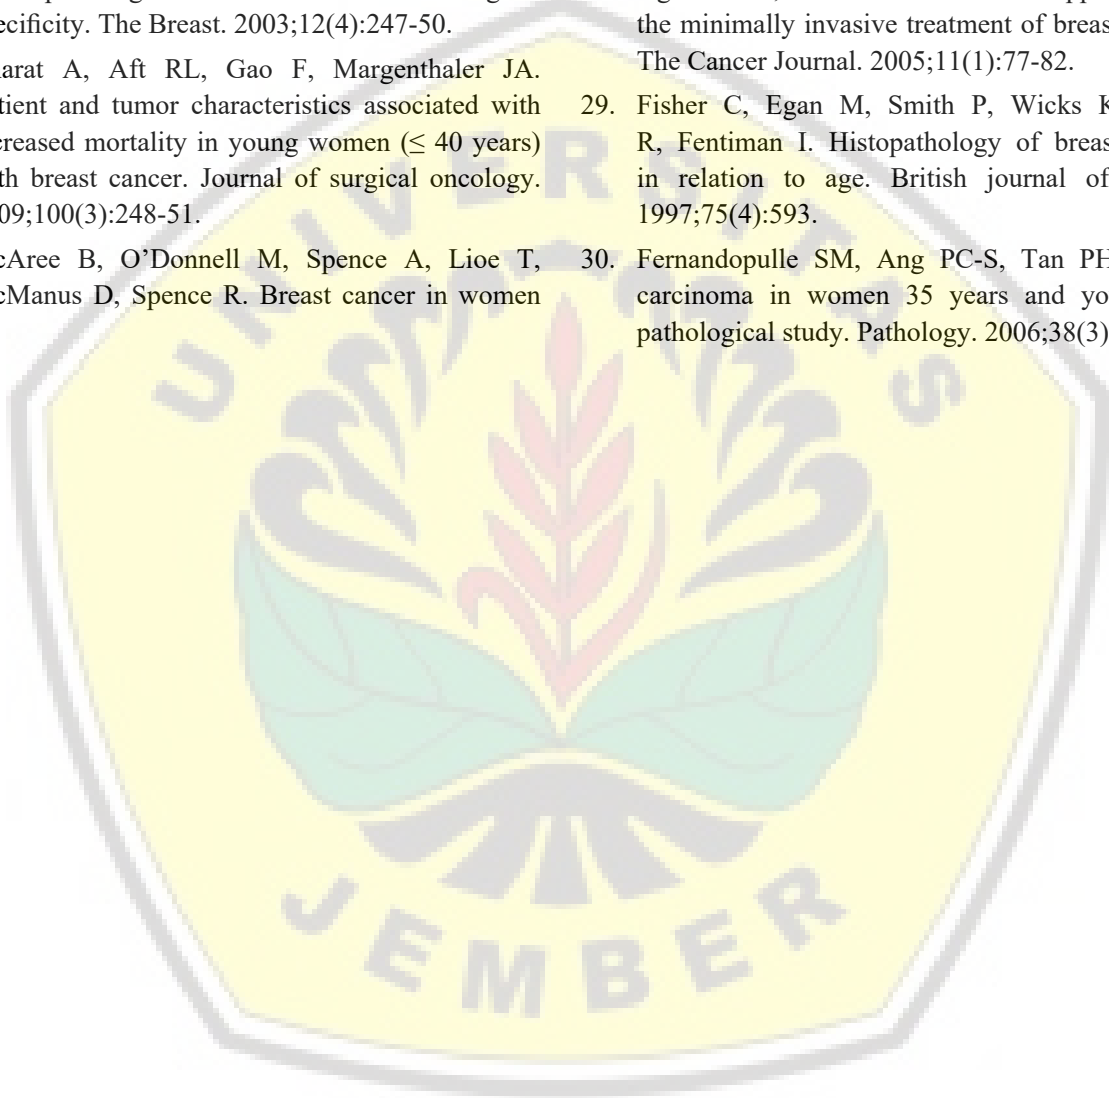 ecificity. The Breast. 2003;12(4):247-50.
arat A, Aft RL, Gao F, Margenthaler JA.
tient and tumor characteristics associated with
creased mortality in young women (≤ 40 years)
th breast cancer. Journal of surgical oncology.
09;100(3):248-51.
cAree B, O’Donnell M, Spence A, Lioe T,
cManus D, Spence R. Breast cancer in women
the minimally invasive treatment of breas
The Cancer Journal. 2005;11(1):77-82.
29. Fisher C, Egan M, Smith P, Wicks K
R, Fentiman I. Histopathology of breas
in relation to age. British journal of
1997;75(4):593.
30. Fernandopulle SM, Ang PC-S, Tan PH
carcinoma in women 35 years and yo
pathological study. Pathology. 2006;38(3)
UNIVERSITAS
JEMBER